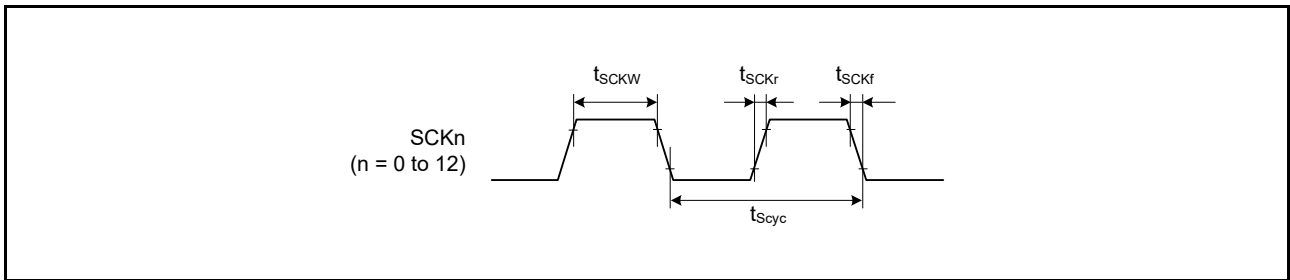 tSCKW
tSCKr
tSCKf
SCKn
(n = 0 to 12)
tScyc